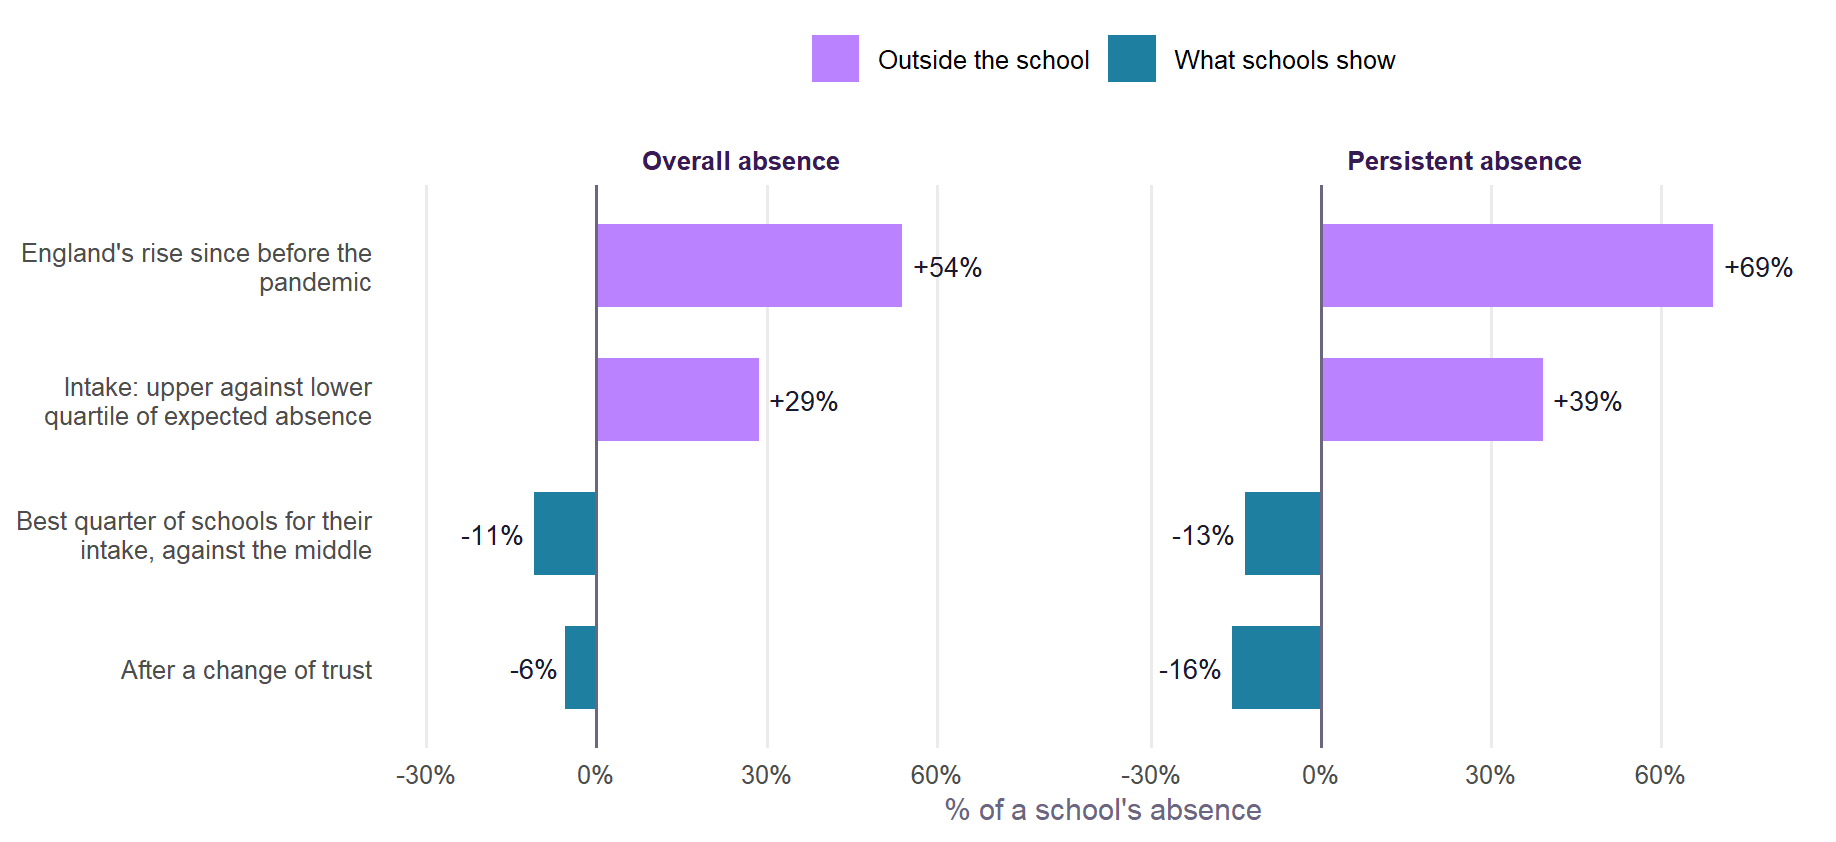 Outside the school
What schools show
Overall absence
Persistent absence
England's rise since before the
pandemic
+54%
+69%
Intake: upper against lower
quartile of expected absence
+29%
+39%
Best quarter of schools for their
intake, against the middle
-11%
-13%
After a change of trust
-6%
-16%
-30%
0%
30%
60%
-30%
0%
30%
60%
% of a school's absence